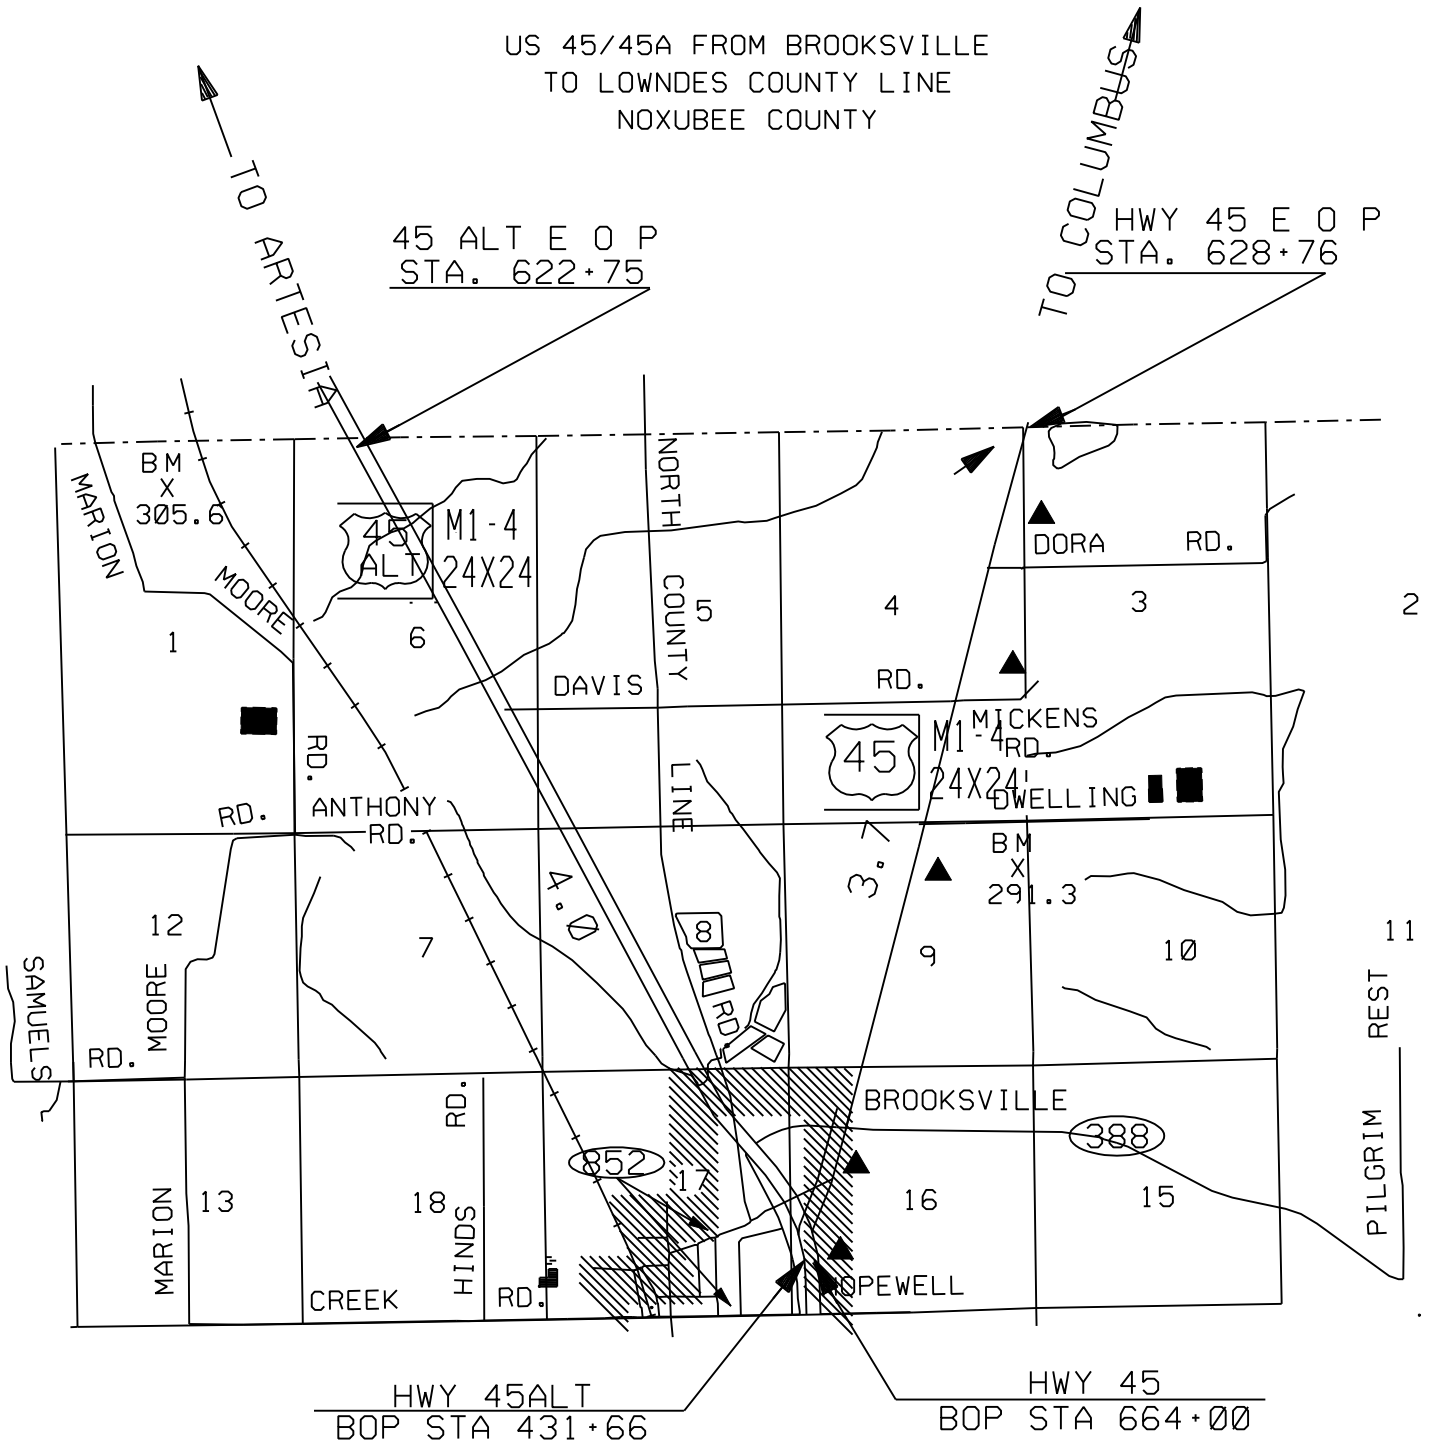 US 45/45A FROM BROOKSVILLE
TO LOWNDES COUNTY LINE
NOXUBEE COUNTY
TO ARTESIA
TO COLUMBUS
45 ALT E O P
STA. 622+75
HWY 45 E O P
STA. 628+76
MARION
BM
X
305.6
MOORE
RD.
RD.
45
ALT
M1-4
24X24
NORTH
COUNTY
LINE
RD
DORA RD.
1
6
5
4
3
2
DAVIS RD.
45
M1-4
24X24
MICKENS
RD.
DWELLING
ANTHONY
RD.
4.0
3.7
BM
X
291.3
12
7
8
9
10
11
SAMUELS
RD.
MOORE
MARION
HINDS
RD.
BROOKSVILLE
388
852
PILGRIM REST
13
18
17
16
15
CREEK RD.
HOPEWELL
HWY 45ALT
BOP STA 431+66
HWY 45
BOP STA 664+00